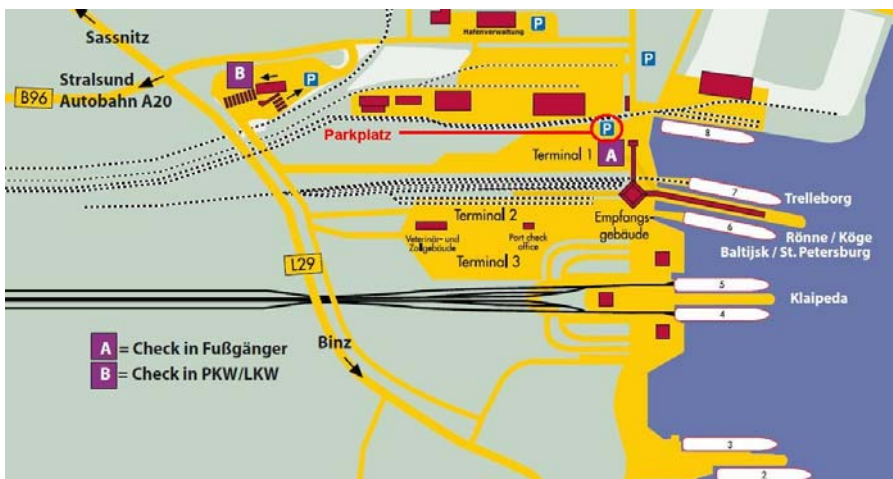 Sassnitz
Hafenverwaltung
P
B
P
P
Stralsund
Autobahn A20
B96
Parkplatz
P
8
Terminal 1
A
7
Trelleborg
Terminal 2
Empfangs-
gebäude
6
Rönne / Köge
Baltijsk / St. Petersburg
Veterinär- und
Zollgebäude
Port check
office
Terminal 3
L29
5
Klaipeda
4
Binz
A = Check in Fußgänger
B = Check in PKW/LKW
3
2